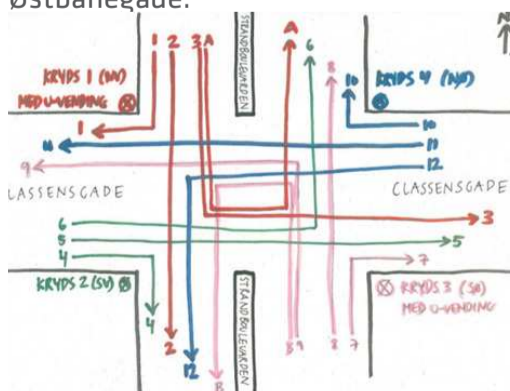 Østbanegade.
1 2 3 A
STRANDBOULEVARDEN
A 6 8
10
N
KRYDS 1 (NV)
MED U-VENDING
KRYDS 4 (NØ)
1
10
11
11
9
12
LASSENSGADE
CLASSENSGADE
3
6
5
5
4
7
KRYDS 2 (SV)
KRYDS 3 (SØ)
MED U-VENDING
4
STRANDBOULEVARDEN
2 12 B B 9 8 7